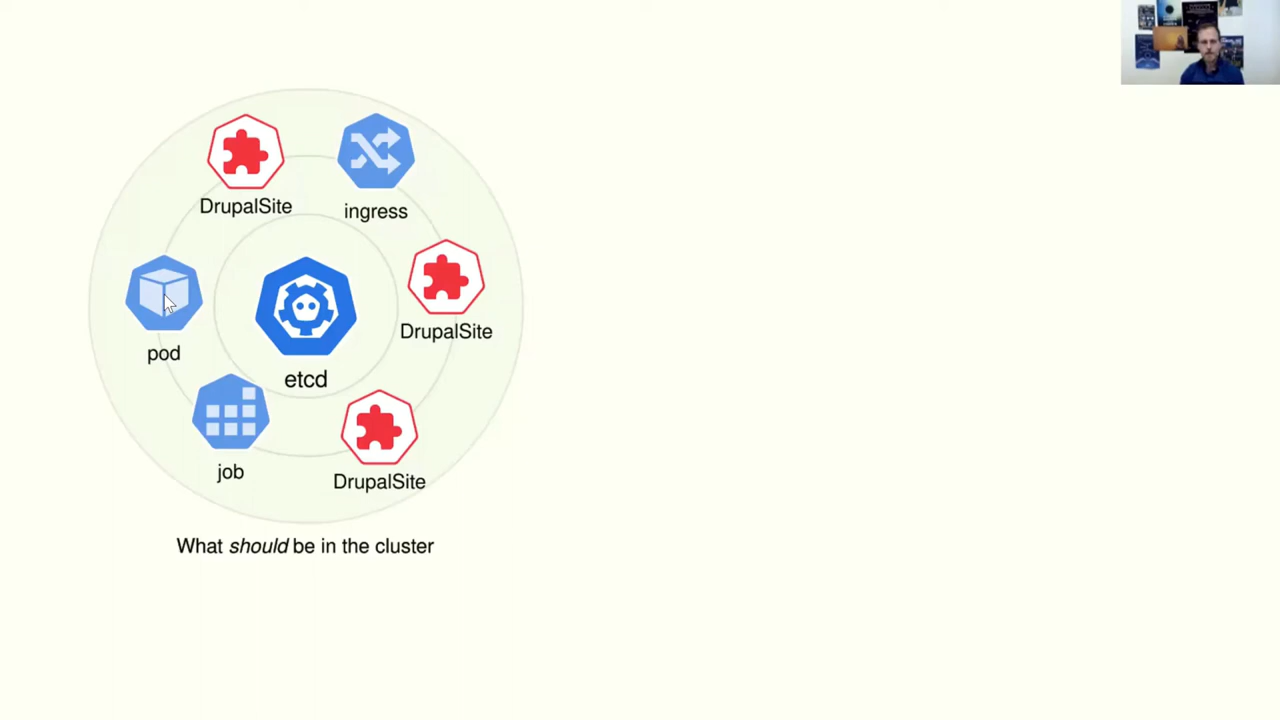 DrupalSite
ingress
DrupalSite
pod
etcd
job
DrupalSite
What should be in the cluster